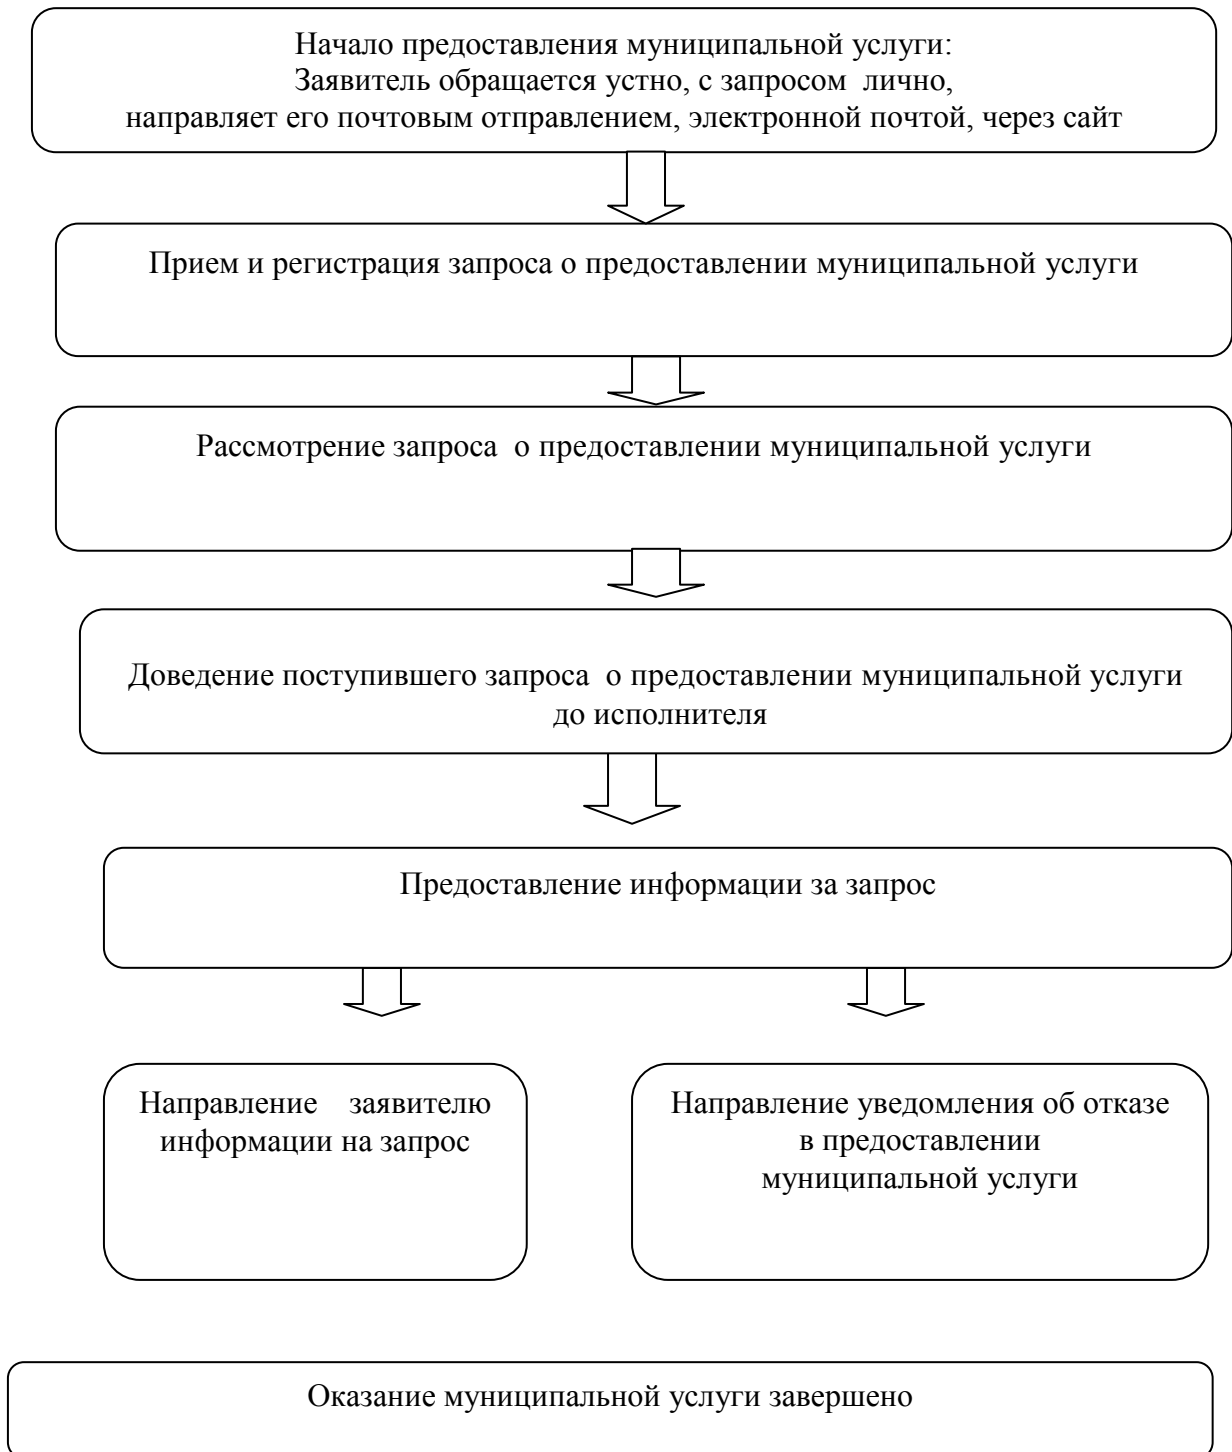 Начало предоставления муниципальной услуги:
Заявитель обращается устно, с запросом лично,
направляет его почтовым отправлением, электронной почтой, через сайт
Прием и регистрация запроса о предоставлении муниципальной услуги
Рассмотрение запроса о предоставлении муниципальной услуги
Доведение поступившего запроса о предоставлении муниципальной услуги
до исполнителя
Предоставление информации за запрос
Направление заявителю
информации на запрос
Направление уведомления об отказе
в предоставлении
муниципальной услуги
Оказание муниципальной услуги завершено